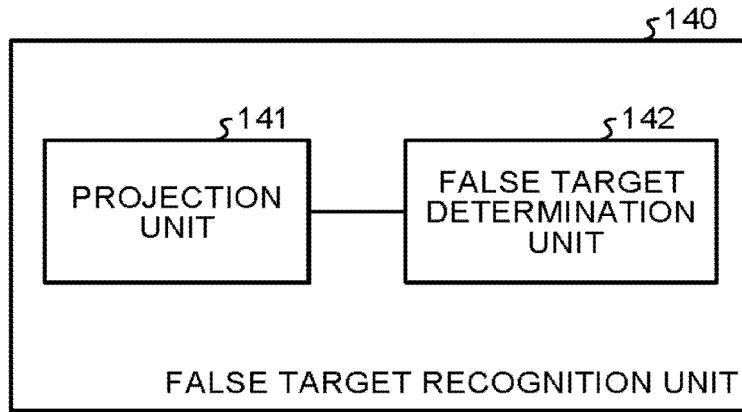 140
141
142
PROJECTION
UNIT
FALSE TARGET
DETERMINATION
UNIT
FALSE TARGET RECOGNITION UNIT